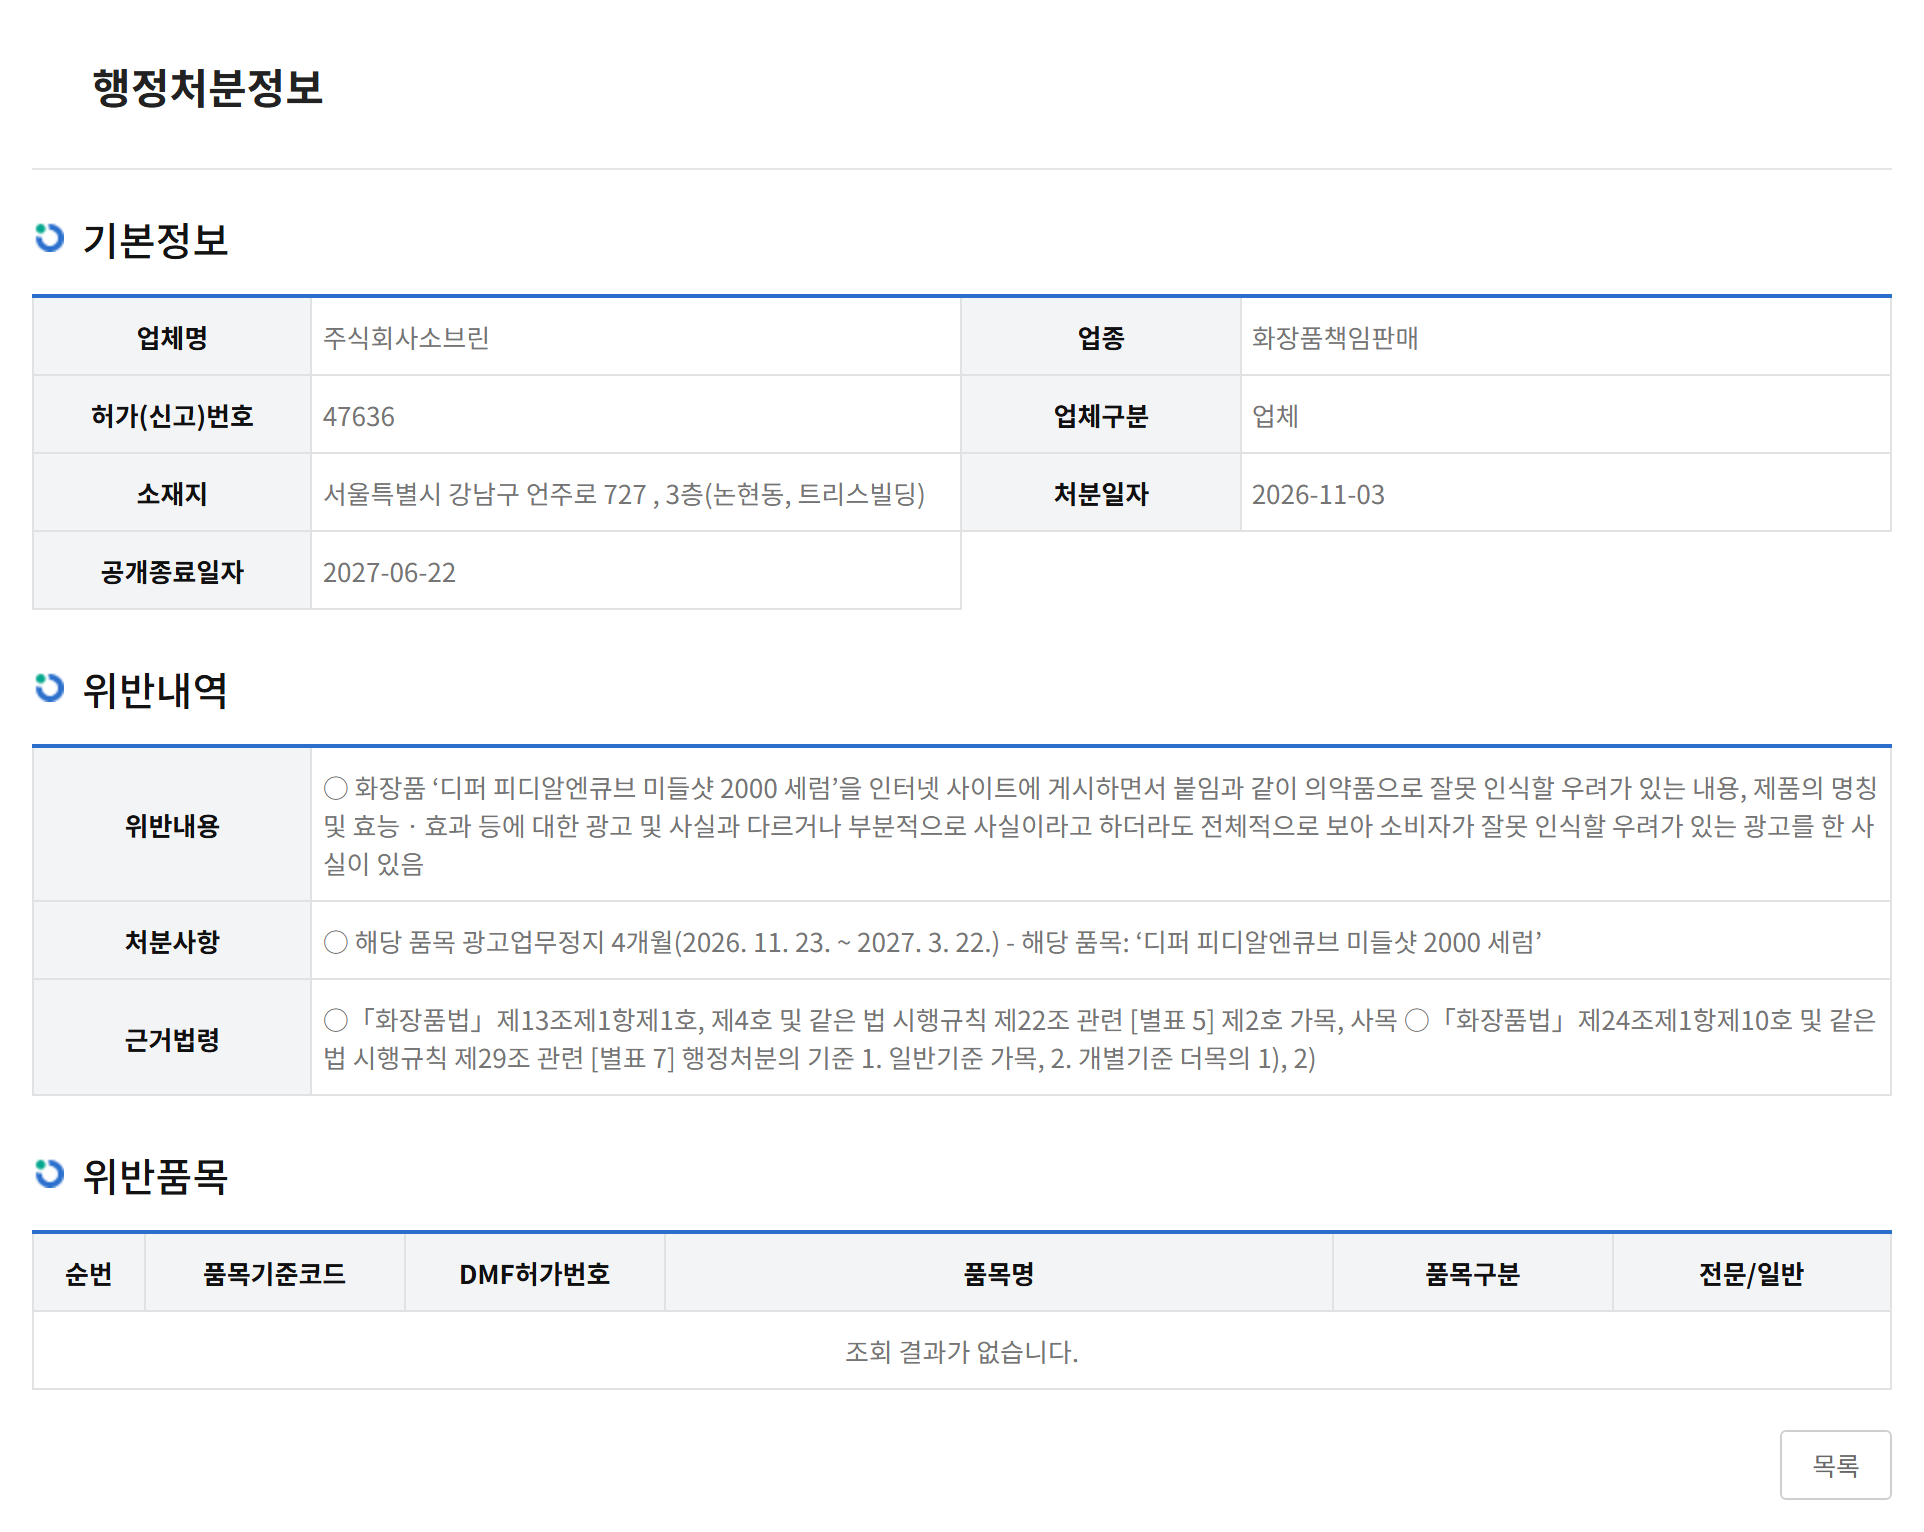 행정처분정보
기본정보
업체명 주식회사소브린 업종 화장품책임판매
허가(신고)번호 47636 업체구분 업체
소재지 서울특별시 강남구 언주로 727 , 3층(논현동, 트리스빌딩) 처분일자 2026-11-03
공개종료일자 2027-06-22
위반내역
위반내용 ◯ 화장품 ‘디퍼 피디알엔큐브 미들샷 2000 세럼’을 인터넷 사이트에 게시하면서 붙임과 같이 의약품으로 잘못 인식할 우려가 있는 내용, 제품의 명칭
및 효능 · 효과 등에 대한 광고 및 사실과 다르거나 부분적으로 사실이라고 하더라도 전체적으로 보아 소비자가 잘못 인식할 우려가 있는 광고를 한 사
실이 있음
처분사항 ◯ 해당 품목 광고업무정지 4개월(2026. 11. 23. ~ 2027. 3. 22.) - 해당 품목: ‘디퍼 피디알엔큐브 미들샷 2000 세럼’
근거법령 ◯「화장품법」제13조제1항제1호, 제4호 및 같은 법 시행규칙 제22조 관련 [별표 5] 제2호 가목, 사목 ◯「화장품법」제24조제1항제10호 및 같은
법 시행규칙 제29조 관련 [별표 7] 행정처분의 기준 1. 일반기준 가목, 2. 개별기준 더목의 1), 2)
위반품목
순번 품목기준코드 DMF허가번호 품목명 품목구분 전문/일반
조회 결과가 없습니다.
목록